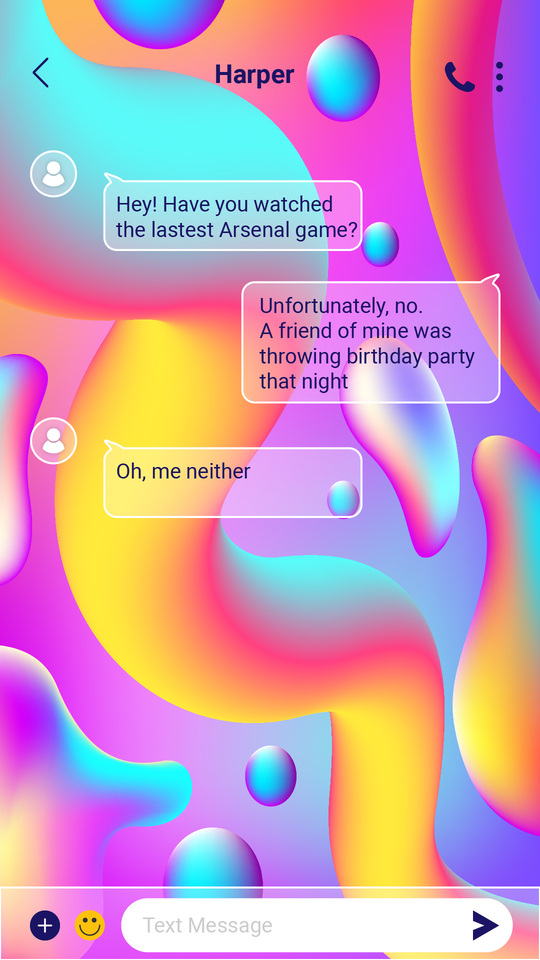 Harper
Hey! Have you watched
the lastest Arsenal game?
Unfortunately, no.
A friend of mine was
throwing birthday party
that night
Oh, me neither
Text Message